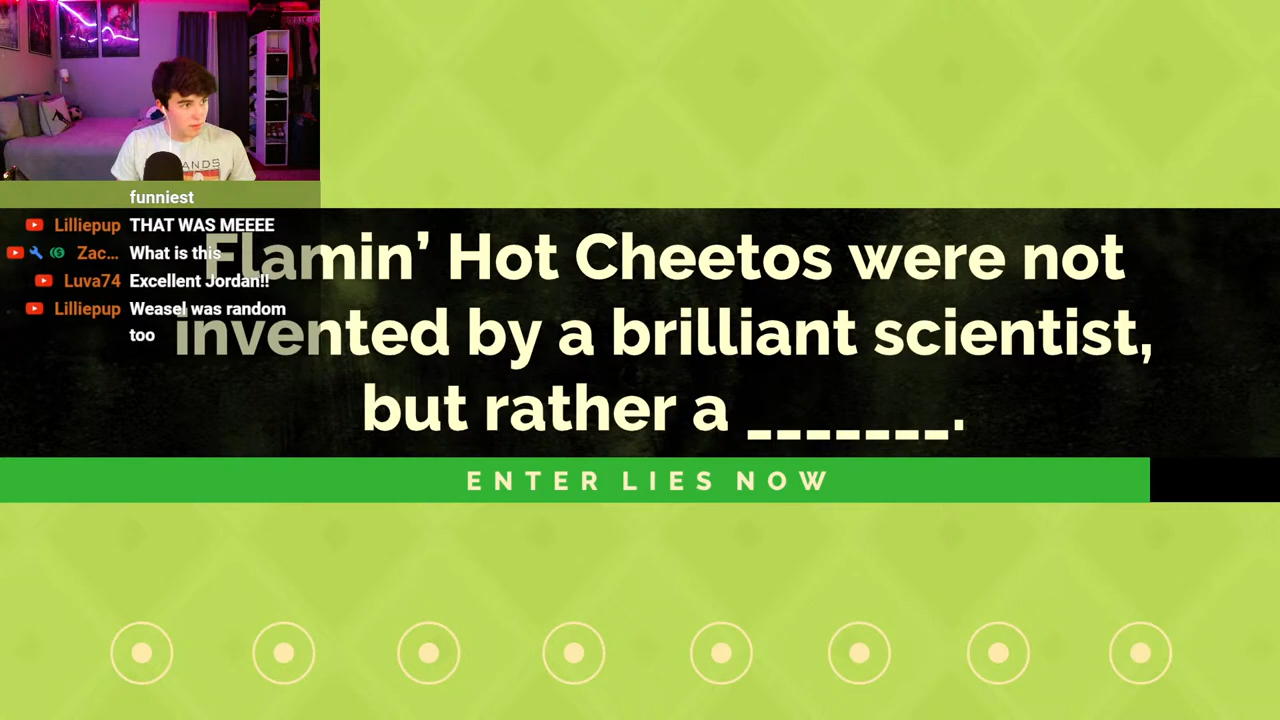 funniest
Lilliepup THAT WAS MEEEE
Zac... What is this
Luva74 Excellent Jordan!!
Lilliepup Weasel was random
too
Flamin’ Hot Cheetos were not
invented by a brilliant scientist,
but rather a _______.
ENTER LIES NOW